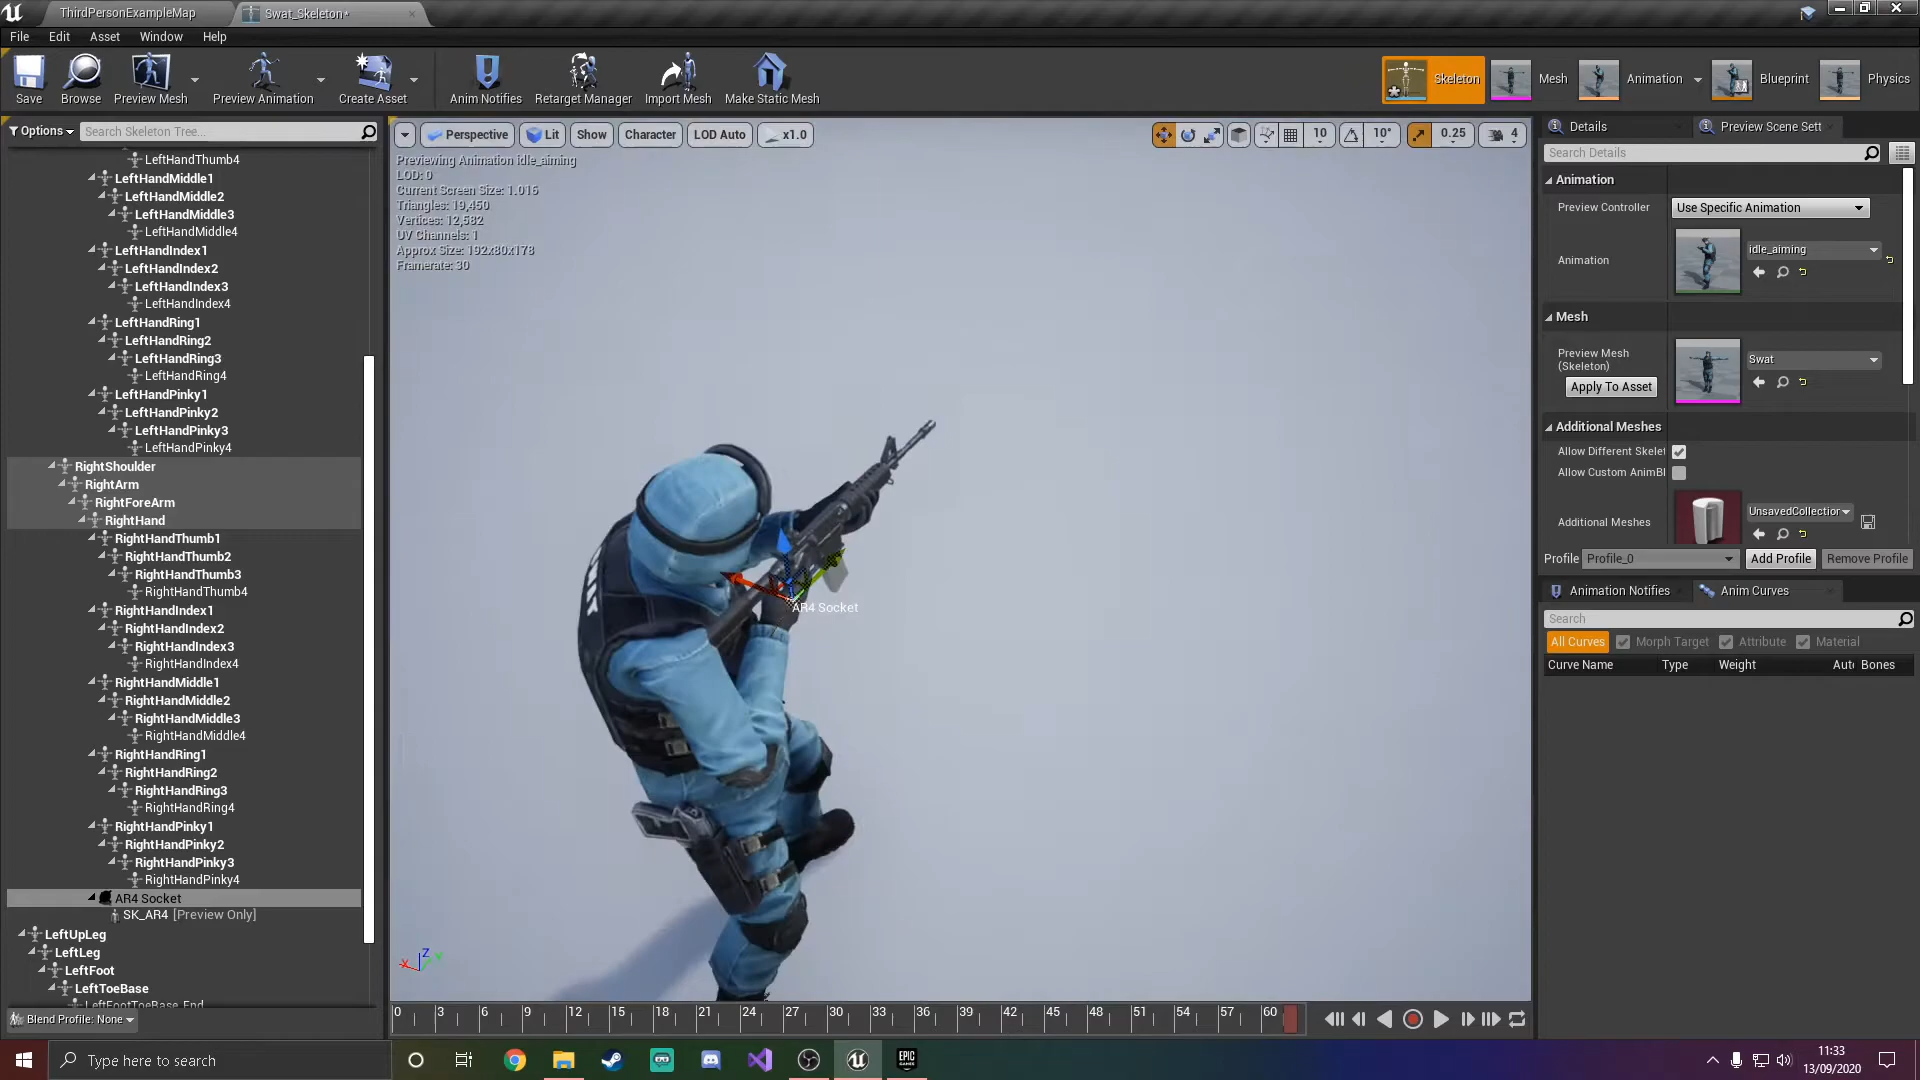 ThirdPersonExampleMap
Swat_Skeleton*
File Edit Asset Window Help
Save Browse Preview Mesh Preview Animation Create Asset Anim Notifies Retarget Manager Import Mesh Make Static Mesh
Skeleton Mesh Animation Blueprint Physics
Options Search Skeleton Tree...
LeftHandThumb4
LeftHandMiddle1
LeftHandMiddle2
LeftHandMiddle3
LeftHandMiddle4
LeftHandIndex1
LeftHandIndex2
LeftHandIndex3
LeftHandIndex4
LeftHandRing1
LeftHandRing2
LeftHandRing3
LeftHandRing4
LeftHandPinky1
LeftHandPinky2
LeftHandPinky3
LeftHandPinky4
RightShoulder
RightArm
RightForeArm
RightHand
RightHandThumb1
RightHandThumb2
RightHandThumb3
RightHandThumb4
RightHandIndex1
RightHandIndex2
RightHandIndex3
RightHandIndex4
RightHandMiddle1
RightHandMiddle2
RightHandMiddle3
RightHandMiddle4
RightHandRing1
RightHandRing2
RightHandRing3
RightHandRing4
RightHandPinky1
RightHandPinky2
RightHandPinky3
RightHandPinky4
AR4 Socket
SK_AR4 [Preview Only]
LeftUpLeg
LeftLeg
LeftFoot
LeftToeBase
LeftFootToeBase_End
Blend Profile: None
Perspective Lit Show Character LOD Auto x1.0
10 10° 0.25 4
Previewing Animation idle_aiming
LOD: 0
Current Screen Size: 1.016
Triangles: 19,450
Vertices: 12,582
UV Channels: 1
Approx Size: 192x80x178
Framerate: 30
AR4 Socket
X Z Y
0 3 6 9 12 15 18 21 24 27 30 33 36 39 42 45 48 51 54 57 60
Details Preview Scene Sett
Search Details
Animation
Preview Controller Use Specific Animation
Animation idle_aiming
Mesh
Preview Mesh
(Skeleton)
Swat
Apply To Asset
Additional Meshes
Allow Different Skelet
Allow Custom AnimBl
Additional Meshes UnsavedCollection
Profile Profile_0 Add Profile Remove Profile
Animation Notifies Anim Curves
Search
All Curves Morph Target Attribute Material
Curve Name Type Weight Aut Bones
Type here to search
EPIC
GAMES
11:33
13/09/2020